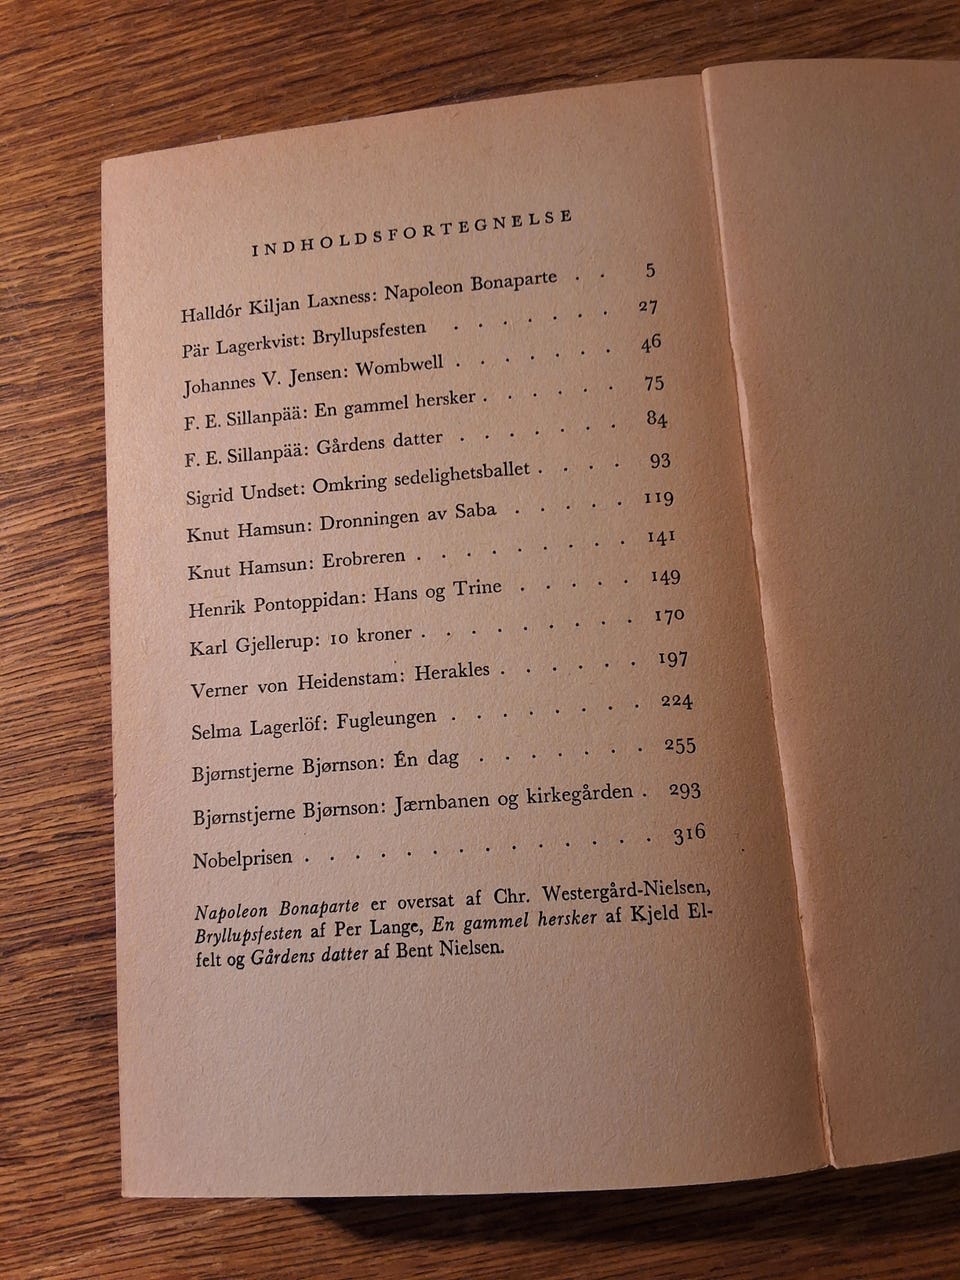 INDHOLDSFORTEGNELSE
Halldór Kiljan Laxness: Napoleon Bonaparte . . 5
Pär Lagerkvist: Bryllupsfesten . . . . . . . 27
Johannes V. Jensen: Wombwell . . . . . . . 46
F. E. Sillanpää: En gammel hersker . . . . . . 75
F. E. Sillanpää: Gårdens datter . . . . . . . 84
Sigrid Undset: Omkring sedelighetsballet . . . . 93
Knut Hamsun: Dronningen av Saba . . . . . 119
Knut Hamsun: Erobreren . . . . . . . . . 141
Henrik Pontoppidan: Hans og Trine . . . . . 149
Karl Gjellerup: 10 kroner . . . . . . . . . 170
Verner von Heidenstam: Herakles . . . . . . 197
Selma Lagerlöf: Fugleungen . . . . . . . . 224
Bjørnstjerne Bjørnson: Én dag . . . . . . . 255
Bjørnstjerne Bjørnson: Jærnbanen og kirkegården . 293
Nobelprisen . . . . . . . . . . . . . . 316
Napoleon Bonaparte er oversat af Chr. Westergård-Nielsen,
Bryllupsfesten af Per Lange, En gammel hersker af Kjeld El-
felt og Gårdens datter af Bent Nielsen.